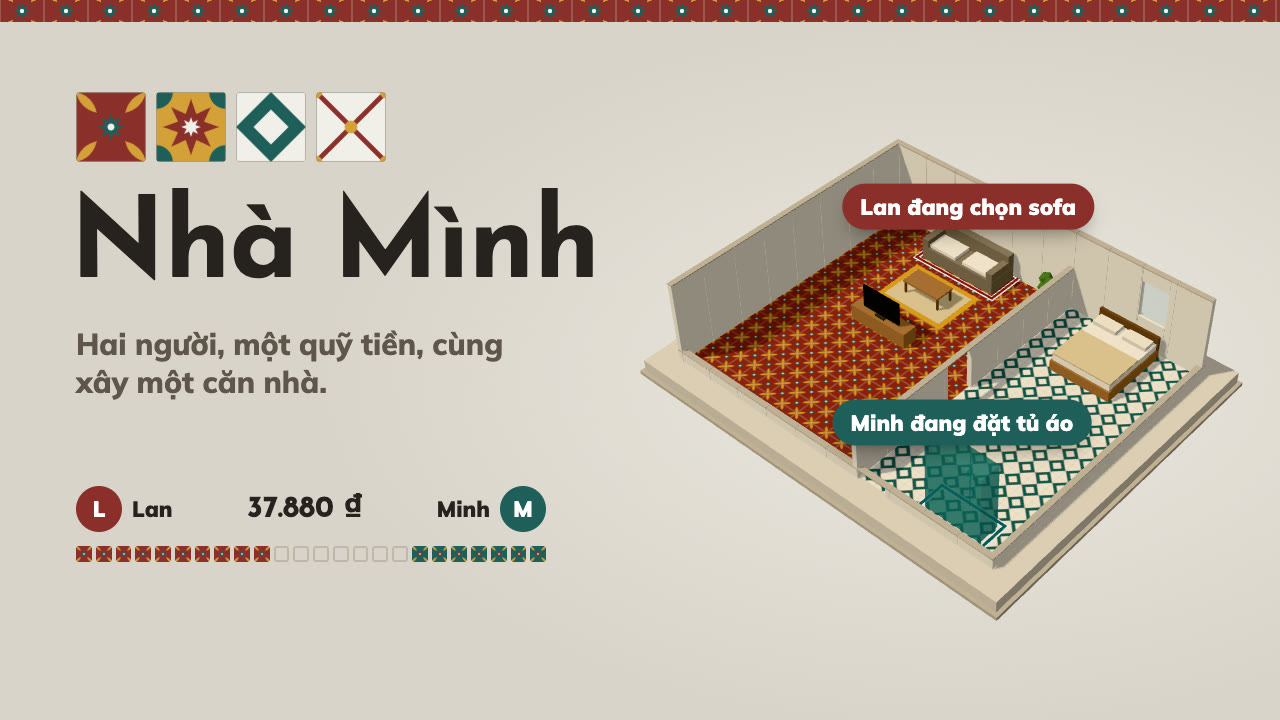 Nhà Mình
Hai người, một quỹ tiền, cùng
xây một căn nhà.
L Lan 37.880 ₫ Minh M
Lan đang chọn sofa
Minh đang đặt tủ áo